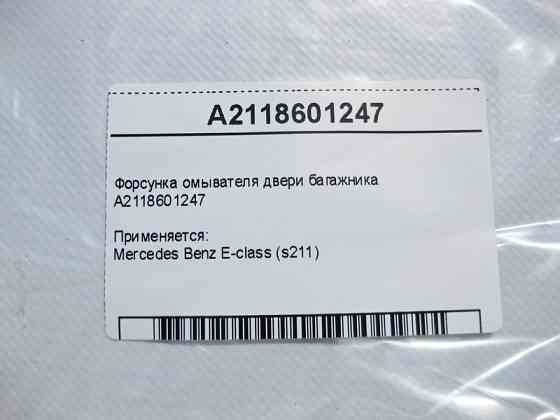 A2118601247
Форсунка омывателя двери багажника
A2118601247
Применяется:
Mercedes Benz E-class (s211)